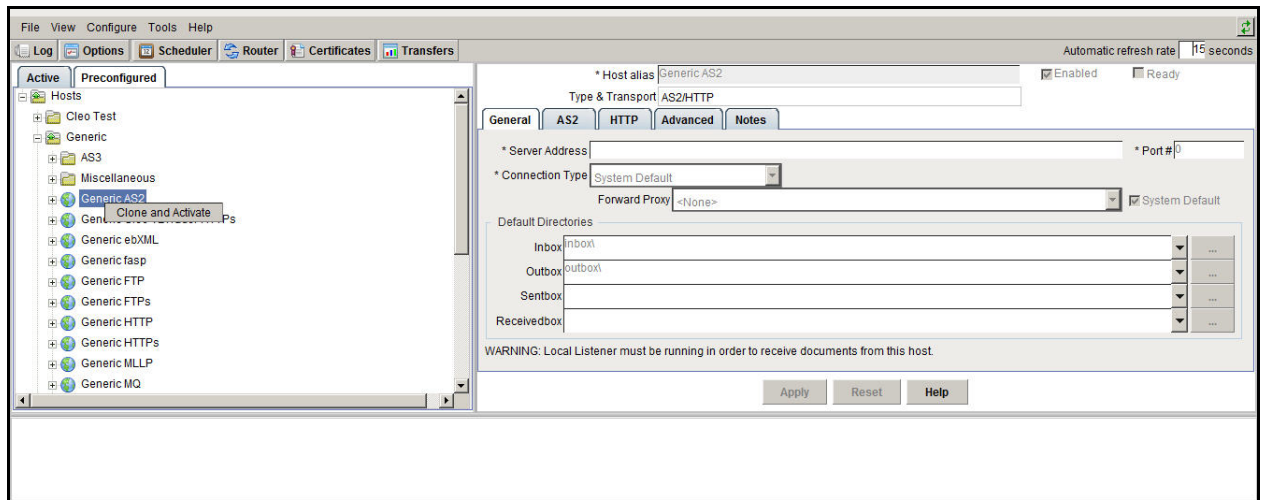 File View Configure Tools Help
Log Options Scheduler Router Certificates Transfers Automatic refresh rate 15 seconds
Active Preconfigured
Hosts
Cleo Test
Generic
AS3
Miscellaneous
Generic AS2
Clone and Activate
Generic ebXML
Generic fasp
Generic FTP
Generic FTPs
Generic HTTP
Generic HTTPs
Generic MLLP
Generic MQ
* Host alias Generic AS2 Enabled Ready
Type & Transport AS2/HTTP
General AS2 HTTP Advanced Notes
* Server Address * Port # 0
* Connection Type System Default
Forward Proxy <None> System Default
Default Directories
Inbox inbox\
Outbox outbox\
Sentbox ...
Receivedbox ...
WARNING: Local Listener must be running in order to receive documents from this host.
Apply Reset Help